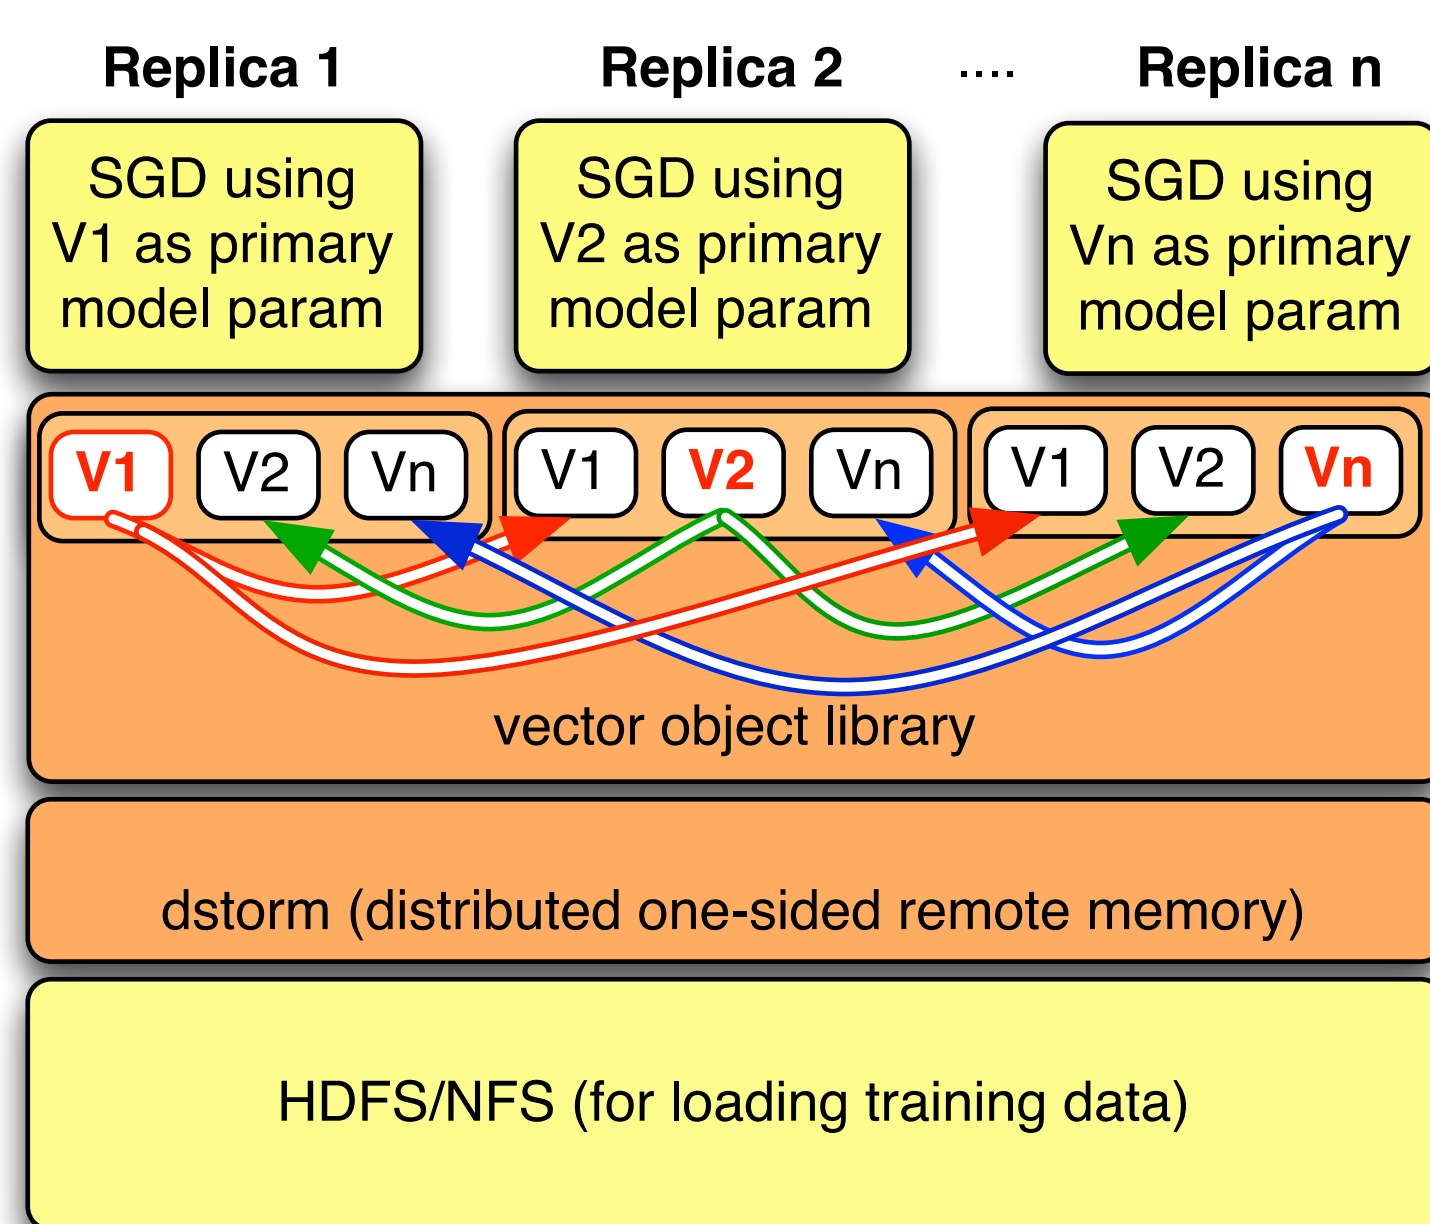 Replica 1 Replica 2 .... Replica n
SGD using
V1 as primary
model param
SGD using
V2 as primary
model param
SGD using
Vn as primary
model param
V1 V2 Vn V1 V2 Vn V1 V2 Vn
vector object library
dstorm (distributed one-sided remote memory)
HDFS/NFS (for loading training data)